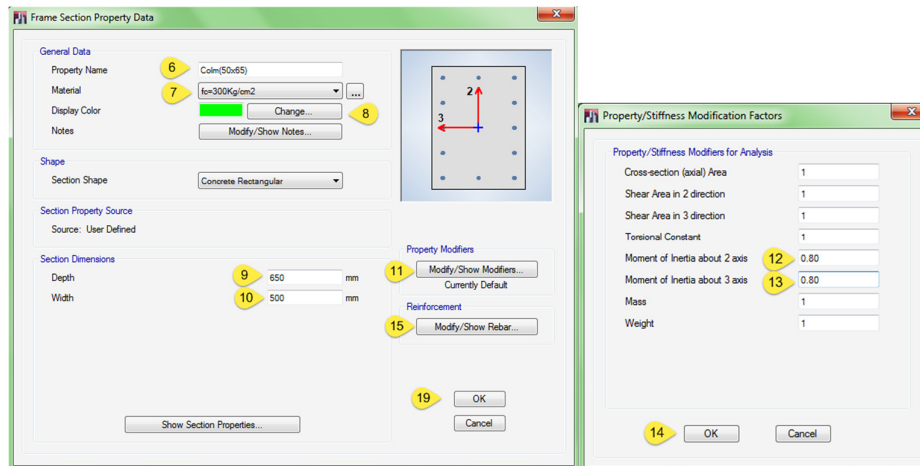 Frame Section Property Data
General Data
Property Name 6 Colm(50x65)
Material 7 fc=300Kg/cm2 ...
Display Color Change... 8
Notes Modify/Show Notes...
2
3
Shape
Section Shape Concrete Rectangular
Section Property Source
Source: User Defined
Section Dimensions
Depth 9 650 mm
Width 10 500 mm
Property Modifiers
11 Modify/Show Modifiers...
Currently Default
Reinforcement
15 Modify/Show Rebar...
19 OK
Cancel
Show Section Properties...
Property/Stiffness Modification Factors
Property/Stiffness Modifiers for Analysis
Cross-section (axial) Area 1
Shear Area in 2 direction 1
Shear Area in 3 direction 1
Torsional Constant 1
Moment of Inertia about 2 axis 12 0.80
Moment of Inertia about 3 axis 13 0.80
Mass 1
Weight 1
14 OK Cancel